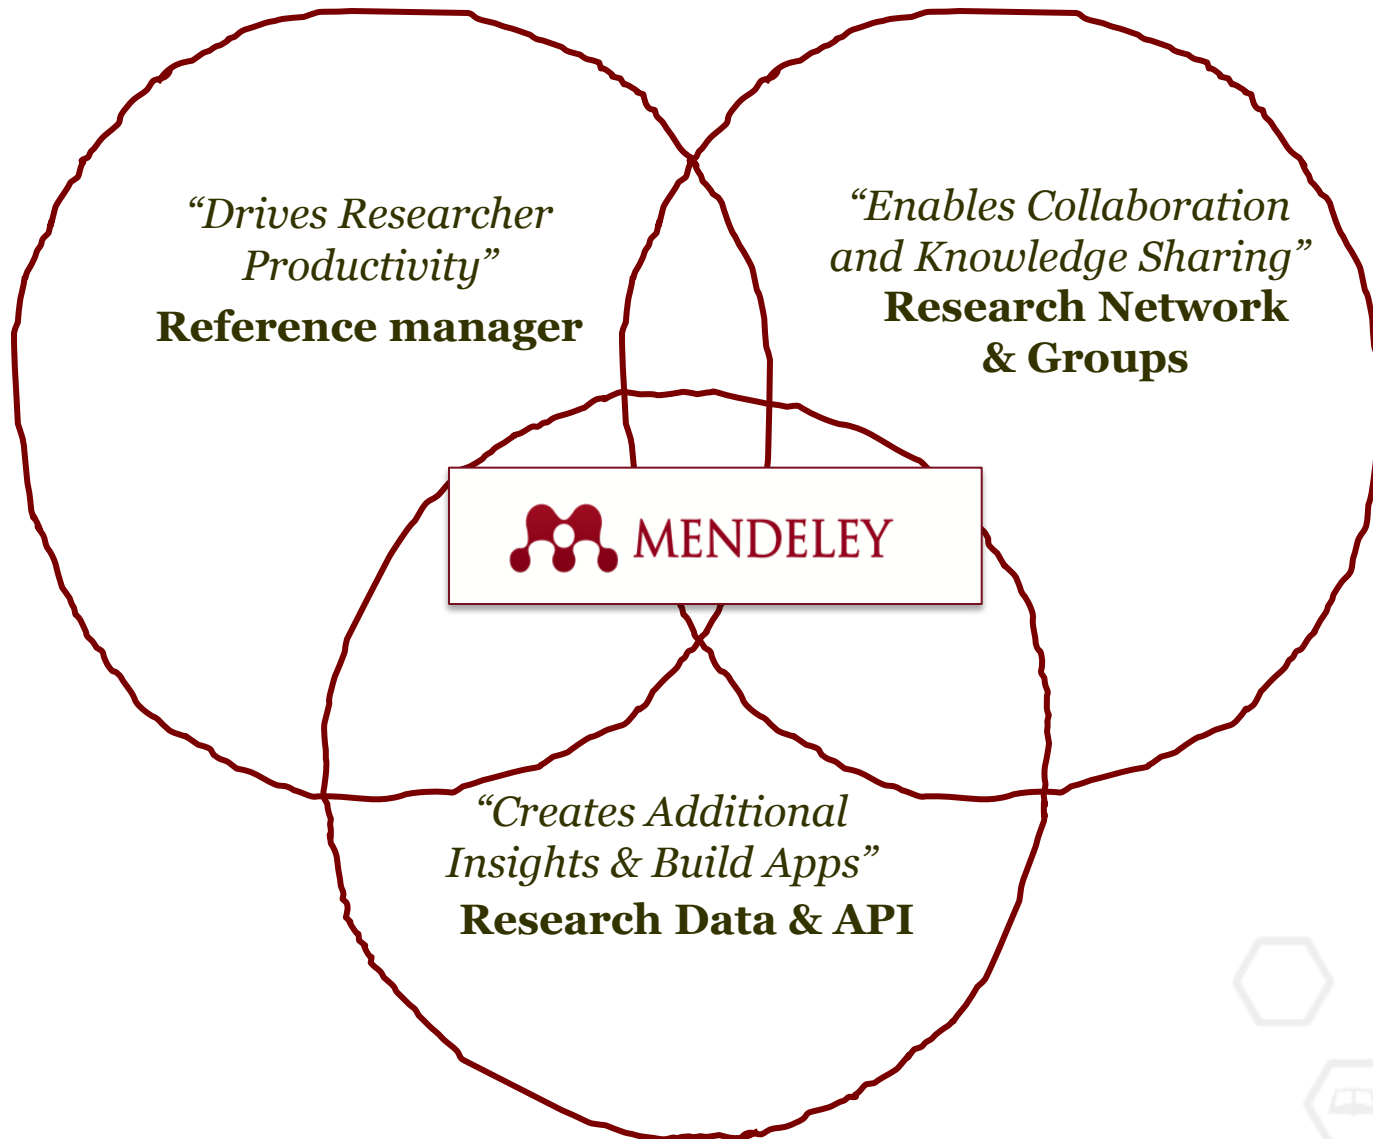 “Drives Researcher
Productivity”
Reference manager
“Enables Collaboration
and Knowledge Sharing”
Research Network
& Groups
MENDELEY
“Creates Additional
Insights & Build Apps”
Research Data & API